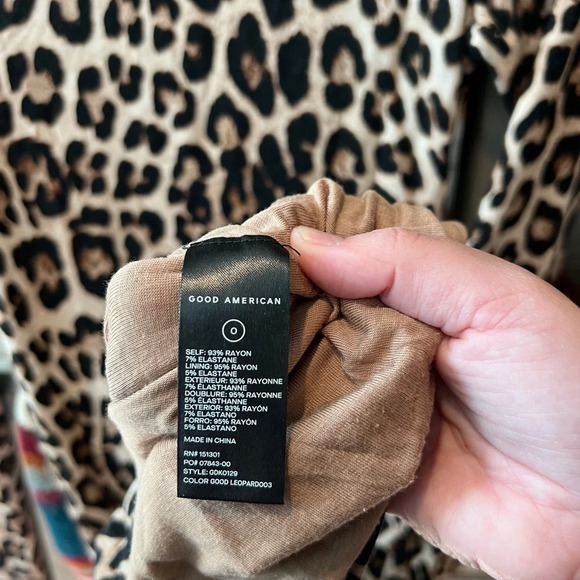 GOOD AMERICAN
0
SELF: 93% RAYON
7% ELASTANE
LINING: 95% RAYON
5% ELASTANE
EXTERIEUR: 93% RAYONNE
7% ÉLASTHANNE
DOUBLURE: 95% RAYONNE
5% ÉLASTHANNE
EXTERIOR: 93% RAYÓN
7% ELASTANO
FORRO: 95% RAYÓN
5% ELASTANO
MADE IN CHINA
RN# 151301
PO# 07843-00
STYLE: GDK0129
COLOR GOOD LEOPARD003